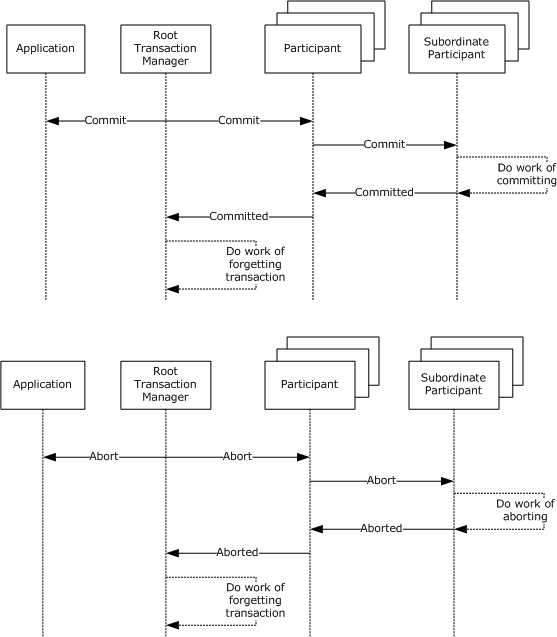 Application
Root
Transaction
Manager
Participant
Subordinate
Participant
Commit
Commit
Commit
Do work of
committing
Committed
Committed
Do work of
forgetting
transaction
Application
Root
Transaction
Manager
Participant
Subordinate
Participant
Abort
Abort
Abort
Do work of
aborting
Aborted
Aborted
Do work of
forgetting
transaction